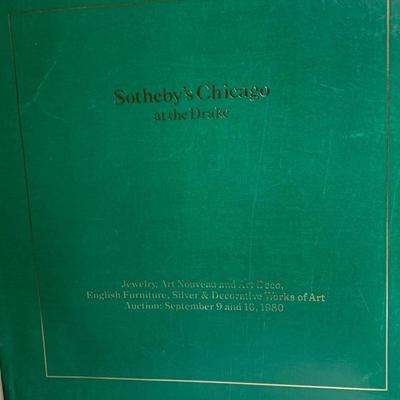 Sotheby's Chicago
at the Drake
Jewelry, Art Nouveau and Art Deco,
English Furniture, Silver & Decorative Works of Art
Auction: September 9 and 10, 1980